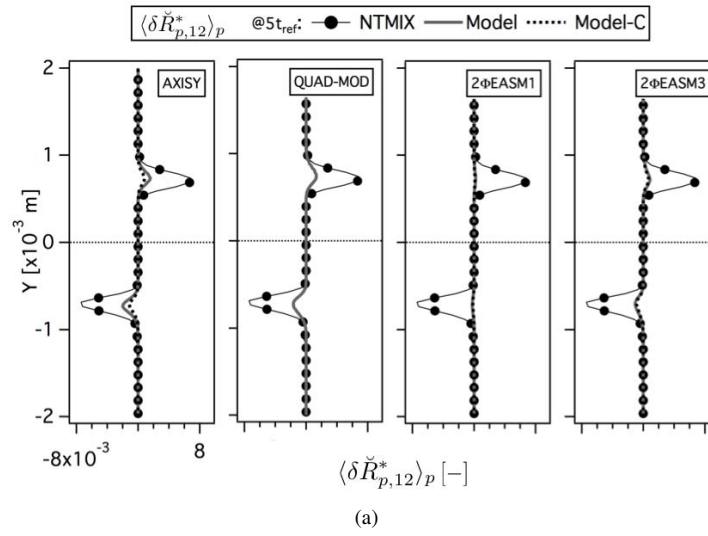 ⟨δR̆*p,12⟩p @5tref: NTMIX Model Model-C
AXISY QUAD-MOD 2ΦEASM1 2ΦEASM3
2
1
0
-1
-2
Y [x10⁻³ m]
-8x10⁻³ 8
⟨δR̆*p,12⟩p [−]
(a)